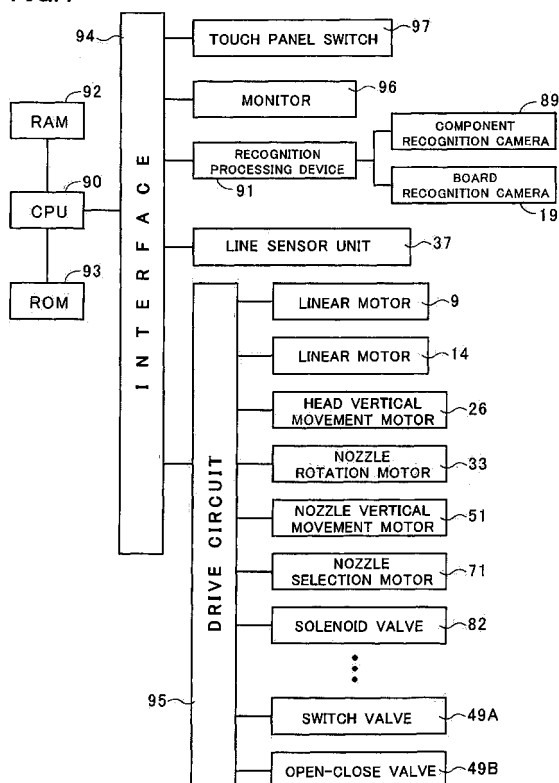 94
97
TOUCH PANEL SWITCH
92
RAM
96
MONITOR
89
COMPONENT
RECOGNITION CAMERA
90
CPU
RECOGNITION
PROCESSING DEVICE
91
BOARD
RECOGNITION CAMERA
19
93
ROM
INTERFACE
LINE SENSOR UNIT
37
LINEAR MOTOR
9
LINEAR MOTOR
14
HEAD VERTICAL
MOVEMENT MOTOR
26
NOZZLE
ROTATION MOTOR
33
DRIVE CIRCUIT
NOZZLE VERTICAL
MOVEMENT MOTOR
51
NOZZLE
SELECTION MOTOR
71
SOLENOID VALVE
82
95
SWITCH VALVE
49A
OPEN-CLOSE VALVE
49B